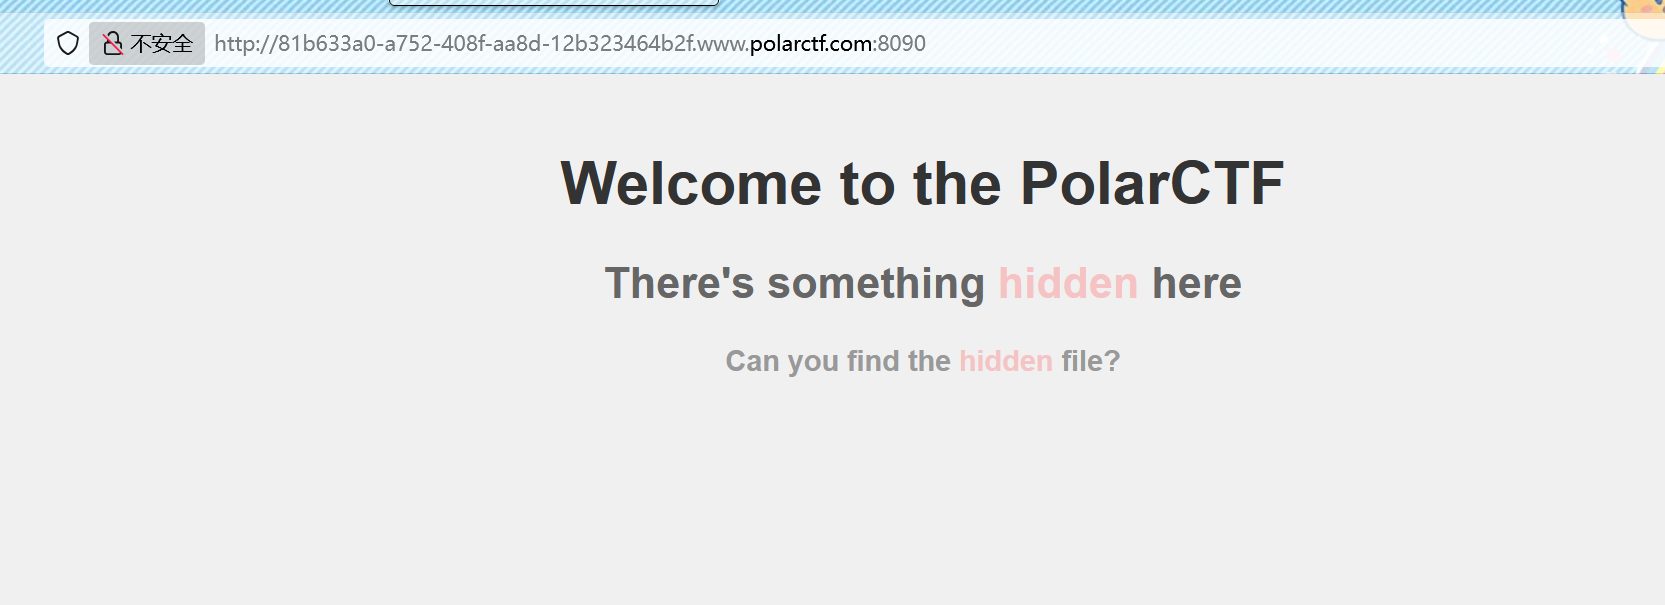 不安全 http://81b633a0-a752-408f-aa8d-12b323464b2f.www.polarctf.com:8090
Welcome to the PolarCTF
There's something hidden here
Can you find the hidden file?